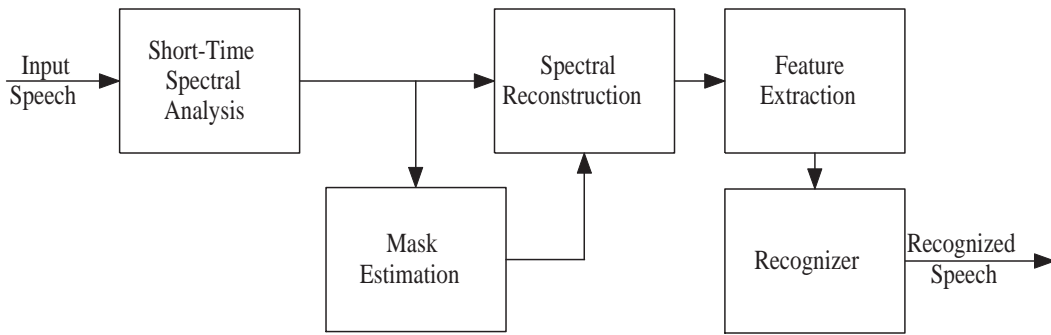 Input
Speech
Short-Time
Spectral
Analysis
Spectral
Reconstruction
Feature
Extraction
Mask
Estimation
Recognizer
Recognized
Speech